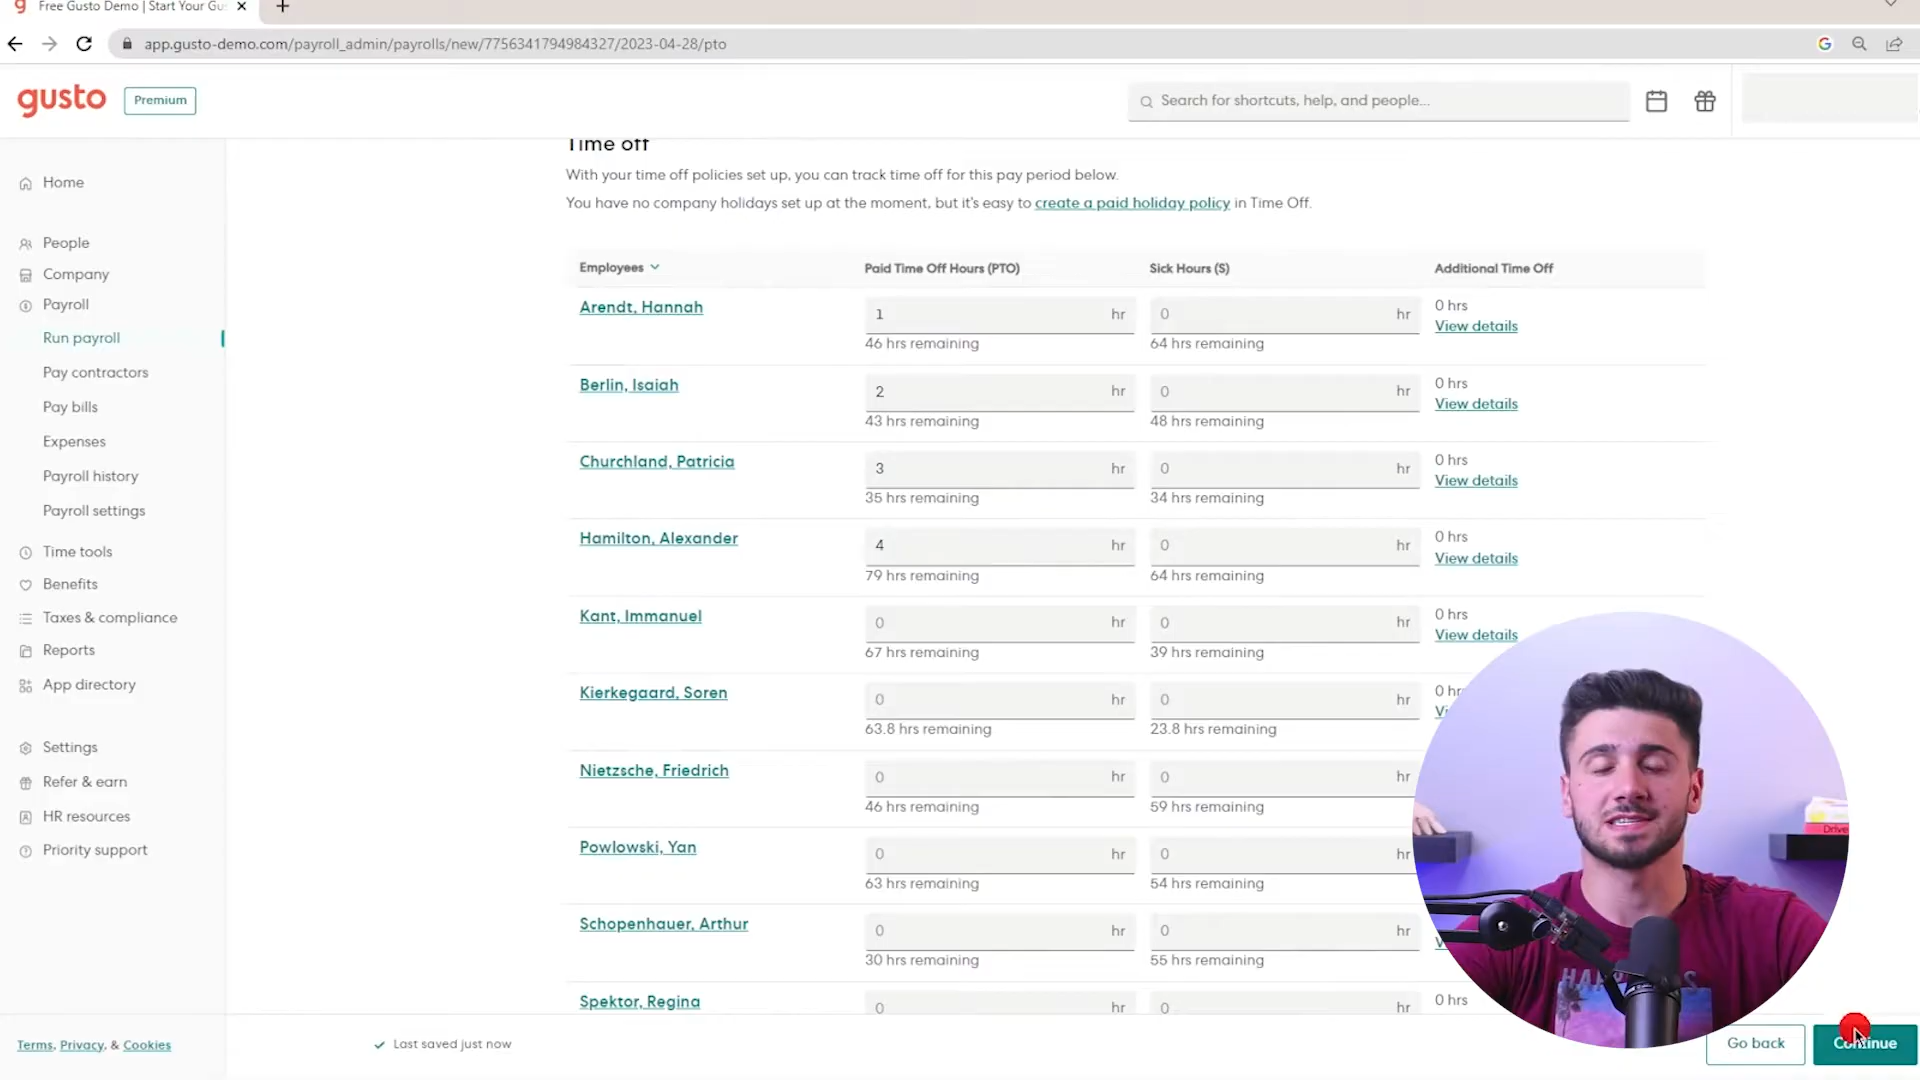 Free Gusto Demo | Start Your Gu
app.gusto-demo.com/payroll_admin/payrolls/new/7756341794984327/2023-04-28/pto
gusto
Premium
Search for shortcuts, help, and people...
Home
People
Company
Payroll
Run payroll
Pay contractors
Pay bills
Expenses
Payroll history
Payroll settings
Time tools
Benefits
Taxes & compliance
Reports
App directory
Settings
Refer & earn
HR resources
Priority support
Terms, Privacy, & Cookies
Time off
With your time off policies set up, you can track time off for this pay period below.
You have no company holidays set up at the moment, but it's easy to create a paid holiday policy in Time Off.
Employees Paid Time Off Hours (PTO) Sick Hours (S) Additional Time Off
Arendt, Hannah 1 hr 0 hr 0 hrs
46 hrs remaining 64 hrs remaining View details
Berlin, Isaiah 2 hr 0 hr 0 hrs
43 hrs remaining 48 hrs remaining View details
Churchland, Patricia 3 hr 0 hr 0 hrs
35 hrs remaining 34 hrs remaining View details
Hamilton, Alexander 4 hr 0 hr 0 hrs
79 hrs remaining 64 hrs remaining View details
Kant, Immanuel 0 hr 0 hr 0 hrs
67 hrs remaining 39 hrs remaining View details
Kierkegaard, Soren 0 hr 0 hr 0 hr
63.8 hrs remaining 23.8 hrs remaining
Nietzsche, Friedrich 0 hr 0 hr
46 hrs remaining 59 hrs remaining
Powlowski, Yan 0 hr 0 hr
63 hrs remaining 54 hrs remaining
Schopenhauer, Arthur 0 hr 0 hr
30 hrs remaining 55 hrs remaining
Spektor, Regina 0 hr 0 hr 0 hrs
Last saved just now
Go back
Continue
Drive